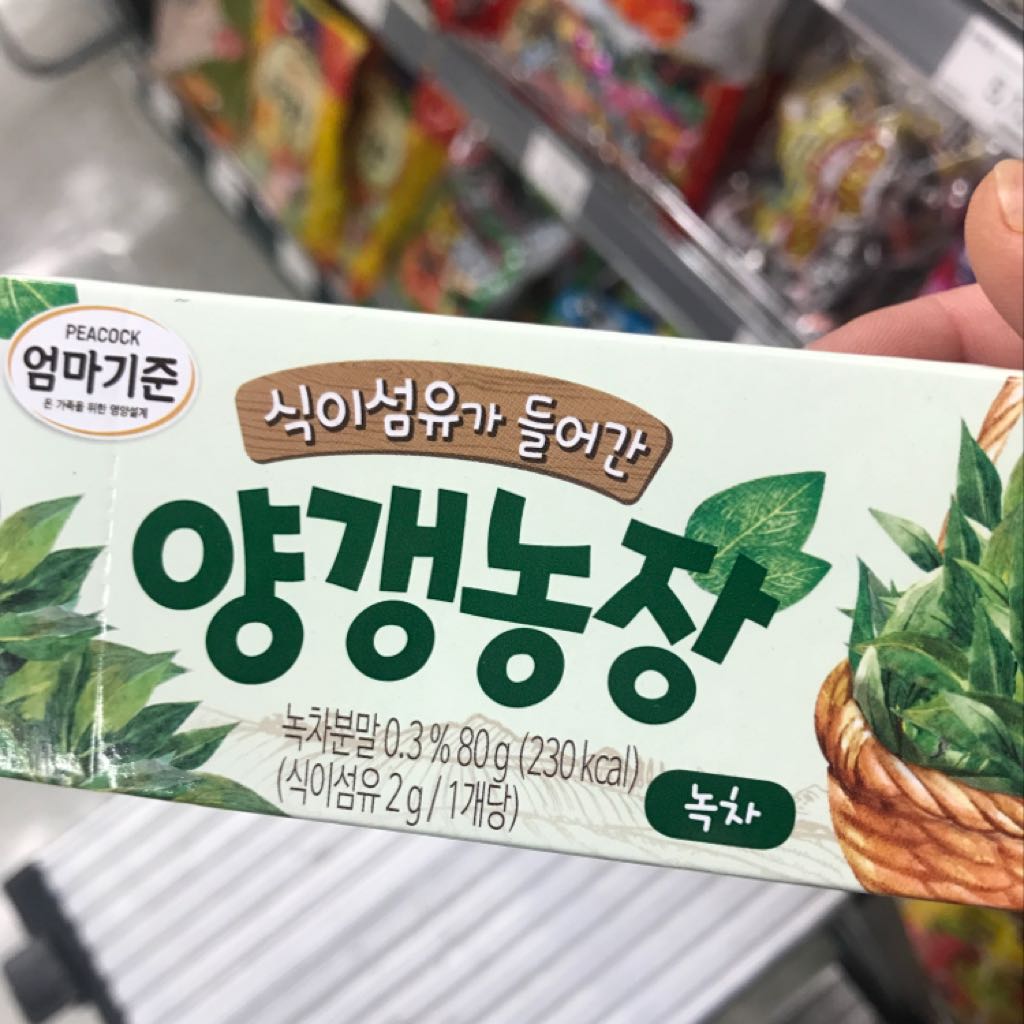 PEACOCK
엄마기준
온 가족을 위한 영양설계
식이섬유가 들어간
양갱농장
녹차분말 0.3 % 80 g (230 kcal)
(식이섬유 2 g / 1개당)
녹차